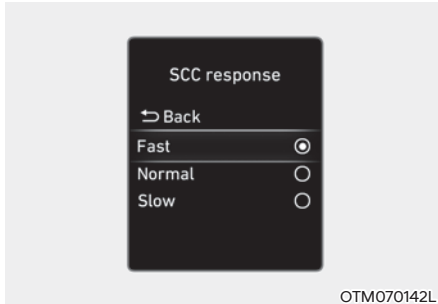 SCC response
Back
Fast
Normal
Slow
OTM070142L